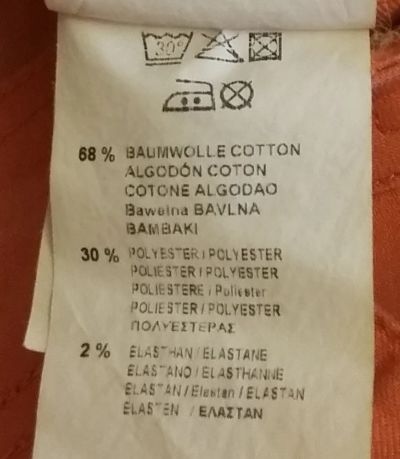 30°
68 % BAUMWOLLE COTTON
ALGODÓN COTON
COTONE ALGODAO
Bawełna BAVLNA
BAMBAKI
30 % POLYESTER / POLYESTER
POLIESTER / POLYESTER
POLIESTERE / Poliester
POLIESTER / POLYESTER
ΠΟΛΥΕΣΤΕΡΑΣ
2 % ELASTHAN / ELASTANE
ELASTANO / ELASTHANNE
ELASTAN / Elastan / ELASTAN
ELASTEN / ΕΛΑΣΤΑΝ